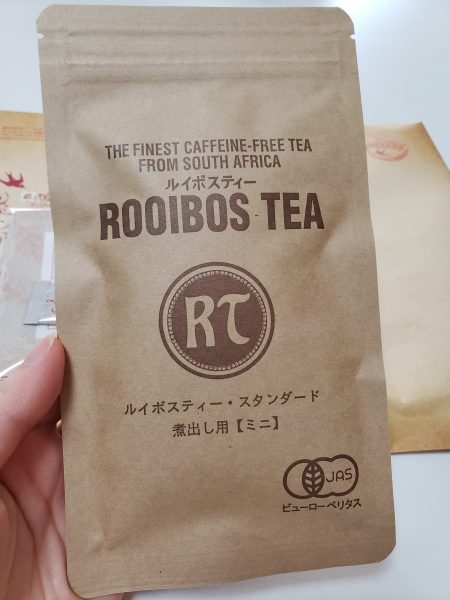 THE FINEST CAFFEINE-FREE TEA
FROM SOUTH AFRICA
ルイボスティー
ROOIBOS TEA
RT
ルイボスティー・スタンダード
煮出し用【ミニ】
JAS
ビューローベリタス